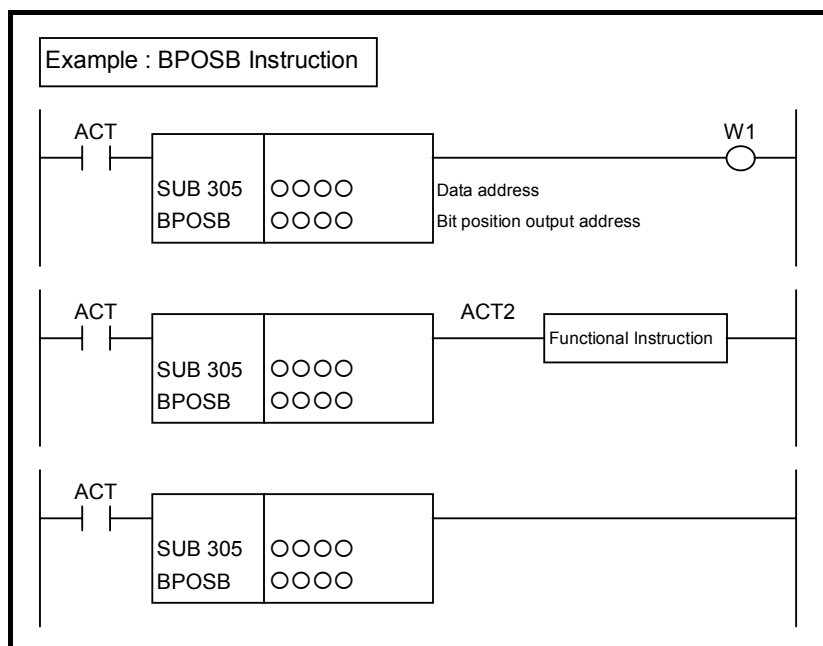 Example : BPOSB Instruction
ACT W1
SUB 305 ○○○○ Data address
BPOSB ○○○○ Bit position output address
ACT ACT2
Functional Instruction
SUB 305 ○○○○
BPOSB ○○○○
ACT
SUB 305 ○○○○
BPOSB ○○○○